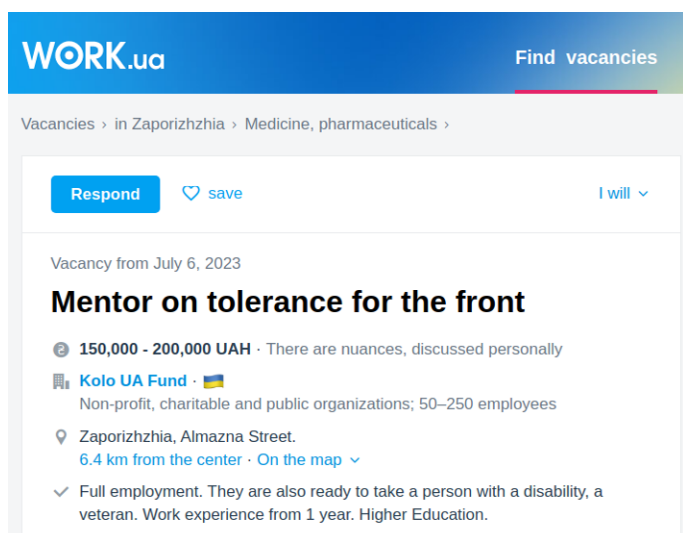 WORK.ua
Find vacancies
Vacancies › in Zaporizhzhia › Medicine, pharmaceuticals ›
Respond
save
I will
Vacancy from July 6, 2023
Mentor on tolerance for the front
150,000 - 200,000 UAH · There are nuances, discussed personally
Kolo UA Fund ·
Non-profit, charitable and public organizations; 50–250 employees
Zaporizhzhia, Almazna Street.
6.4 km from the center · On the map
Full employment. They are also ready to take a person with a disability, a
veteran. Work experience from 1 year. Higher Education.